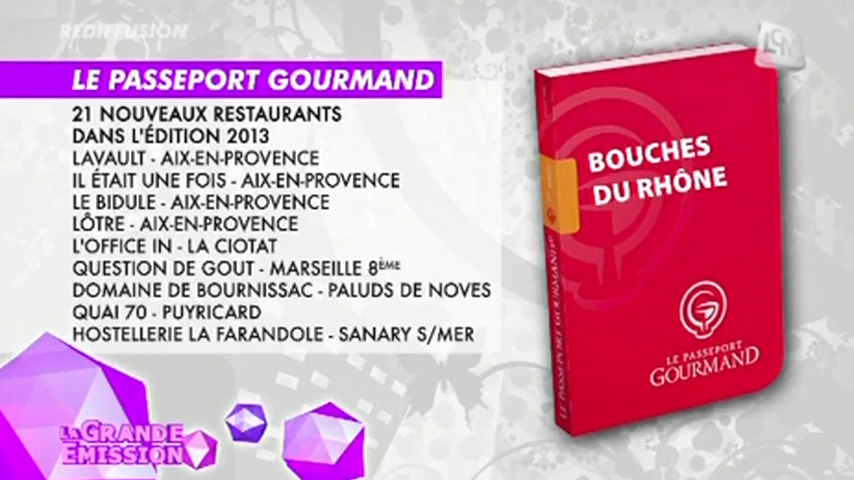 REDIFFUSION
LCM
LE PASSEPORT GOURMAND
21 NOUVEAUX RESTAURANTS
DANS L'ÉDITION 2013
LAVAULT - AIX-EN-PROVENCE
IL ÉTAIT UNE FOIS - AIX-EN-PROVENCE
LE BIDULE - AIX-EN-PROVENCE
LÔTRE - AIX-EN-PROVENCE
L'OFFICE IN - LA CIOTAT
QUESTION DE GOUT - MARSEILLE 8ÈME
DOMAINE DE BOURNISSAC - PALUDS DE NOVES
QUAI 70 - PUYRICARD
HOSTELLERIE LA FARANDOLE - SANARY S/MER
BOUCHES
DU RHÔNE
LE PASSEPORT
GOURMAND
LE PASSEPORT GOURMAND
LA GRANDE
EMISSION